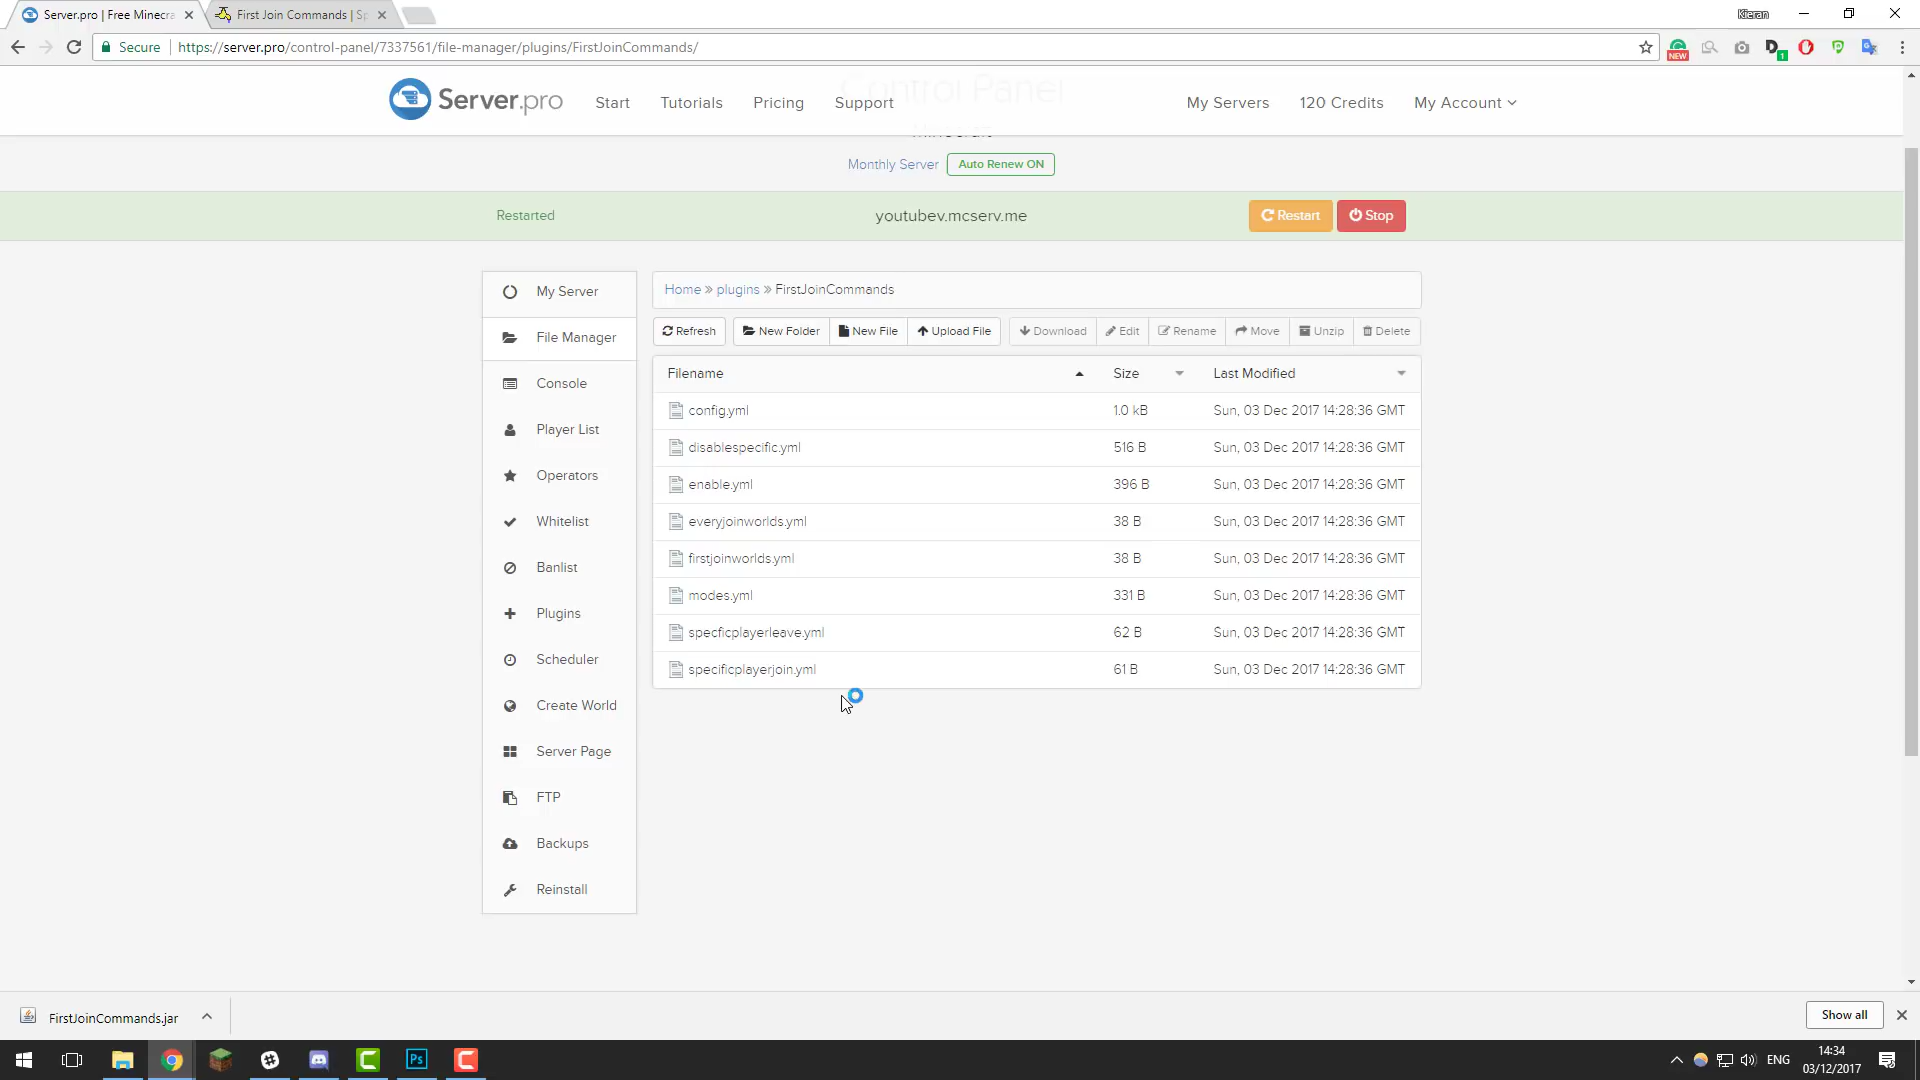 Server.pro | Free Minecra
First Join Commands | Sp
Kieran
Secure
https://server.pro/control-panel/7337561/file-manager/plugins/FirstJoinCommands/
NEW
1
Server.pro
Start
Tutorials
Pricing
Support
Control Panel
My Servers
120 Credits
My Account
Minecraft
Monthly Server
Auto Renew ON
Restarted
youtubev.mcserv.me
Restart
Stop
My Server
File Manager
Console
Player List
Operators
Whitelist
Banlist
Plugins
Scheduler
Create World
Server Page
FTP
Backups
Reinstall
Home » plugins » FirstJoinCommands
Refresh
New Folder
New File
Upload File
Download
Edit
Rename
Move
Unzip
Delete
Filename Size Last Modified
config.yml 1.0 kB Sun, 03 Dec 2017 14:28:36 GMT
disablespecific.yml 516 B Sun, 03 Dec 2017 14:28:36 GMT
enable.yml 396 B Sun, 03 Dec 2017 14:28:36 GMT
everyjoinworlds.yml 38 B Sun, 03 Dec 2017 14:28:36 GMT
firstjoinworlds.yml 38 B Sun, 03 Dec 2017 14:28:36 GMT
modes.yml 331 B Sun, 03 Dec 2017 14:28:36 GMT
specficplayerleave.yml 62 B Sun, 03 Dec 2017 14:28:36 GMT
specificplayerjoin.yml 61 B Sun, 03 Dec 2017 14:28:36 GMT
FirstJoinCommands.jar
Show all
Ps
ENG
14:34
03/12/2017